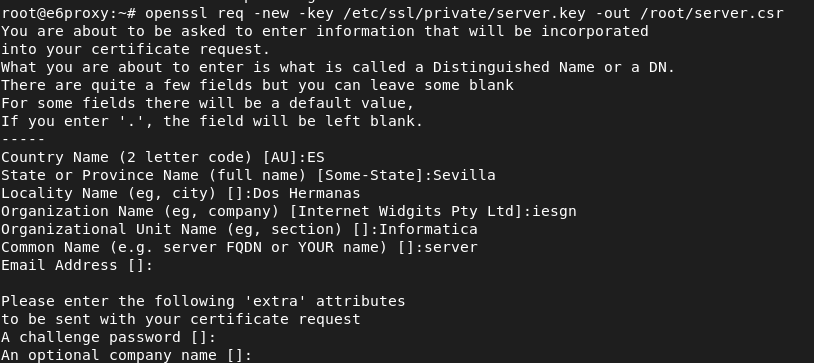 root@e6proxy:~# openssl req -new -key /etc/ssl/private/server.key -out /root/server.csr
You are about to be asked to enter information that will be incorporated
into your certificate request.
What you are about to enter is what is called a Distinguished Name or a DN.
There are quite a few fields but you can leave some blank
For some fields there will be a default value,
If you enter '.', the field will be left blank.
-----
Country Name (2 letter code) [AU]:ES
State or Province Name (full name) [Some-State]:Sevilla
Locality Name (eg, city) []:Dos Hermanas
Organization Name (eg, company) [Internet Widgits Pty Ltd]:iesgn
Organizational Unit Name (eg, section) []:Informatica
Common Name (e.g. server FQDN or YOUR name) []:server
Email Address []:

Please enter the following 'extra' attributes
to be sent with your certificate request
A challenge password []:
An optional company name []: